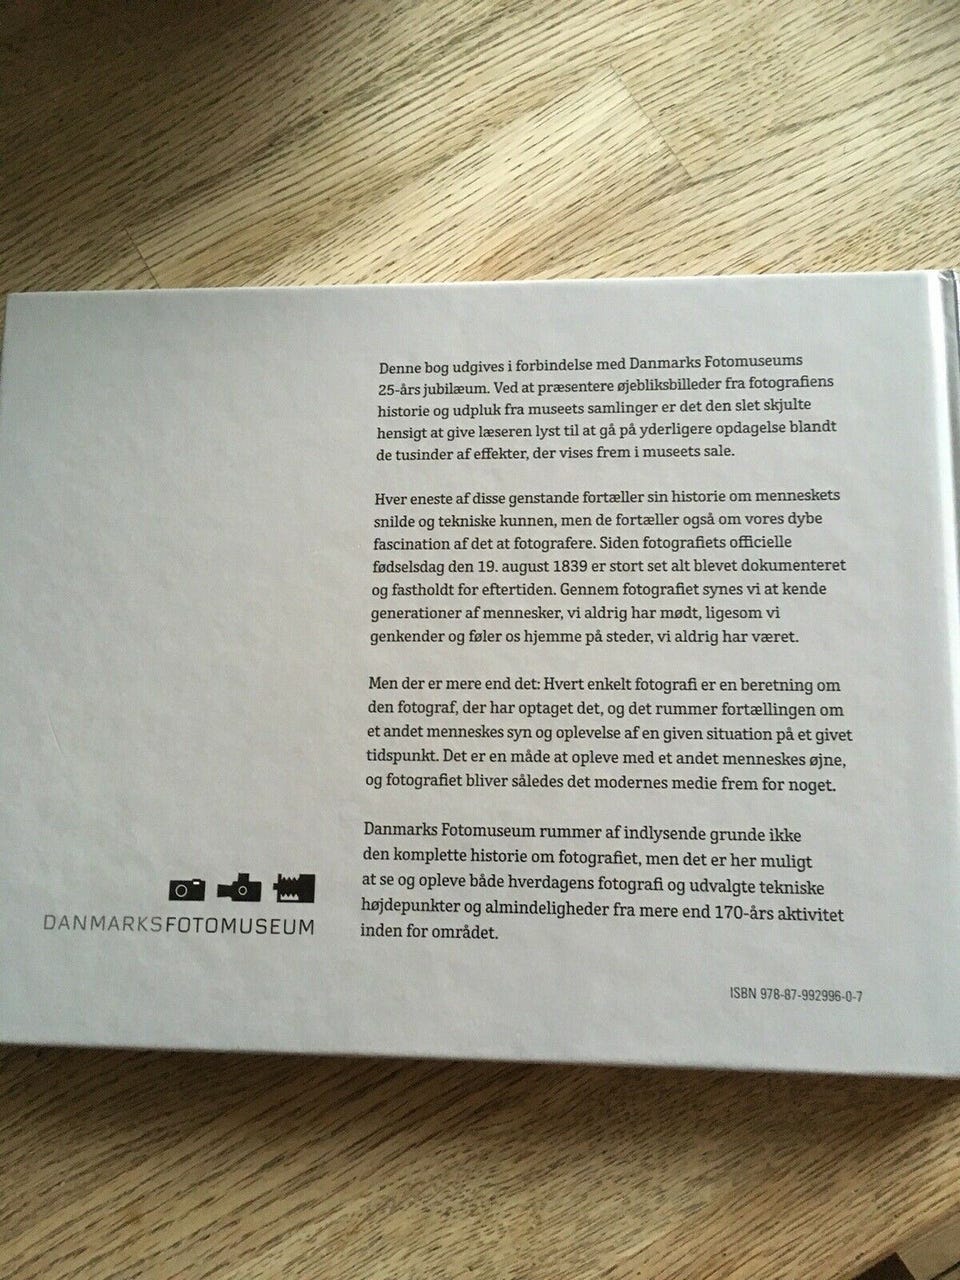 Denne bog udgives i forbindelse med Danmarks Fotomuseums
25-års jubilæum. Ved at præsentere øjebliksbilleder fra fotografiens
historie og udpluk fra museets samlinger er det den slet skjulte
hensigt at give læseren lyst til at gå på yderligere opdagelse blandt
de tusinder af effekter, der vises frem i museets sale.
Hver eneste af disse genstande fortæller sin historie om menneskets
snilde og tekniske kunnen, men de fortæller også om vores dybe
fascination af det at fotografere. Siden fotografiets officielle
fødselsdag den 19. august 1839 er stort set alt blevet dokumenteret
og fastholdt for eftertiden. Gennem fotografiet synes vi at kende
generationer af mennesker, vi aldrig har mødt, ligesom vi
genkender og føler os hjemme på steder, vi aldrig har været.
Men der er mere end det: Hvert enkelt fotografi er en beretning om
den fotograf, der har optaget det, og det rummer fortællingen om
et andet menneskes syn og oplevelse af en given situation på et givet
tidspunkt. Det er en måde at opleve med et andet menneskes øjne,
og fotografiet bliver således det modernes medie frem for noget.
Danmarks Fotomuseum rummer af indlysende grunde ikke
den komplette historie om fotografiet, men det er her muligt
at se og opleve både hverdagens fotografi og udvalgte tekniske
højdepunkter og almindeligheder fra mere end 170-års aktivitet
inden for området.
DANMARKSFOTOMUSEUM
ISBN 978-87-992996-0-7